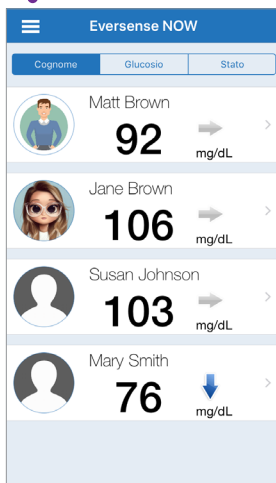 Eversense NOW
Cognome Glucosio Stato
Matt Brown
92
mg/dL
Jane Brown
106
mg/dL
Susan Johnson
103
mg/dL
Mary Smith
76
mg/dL